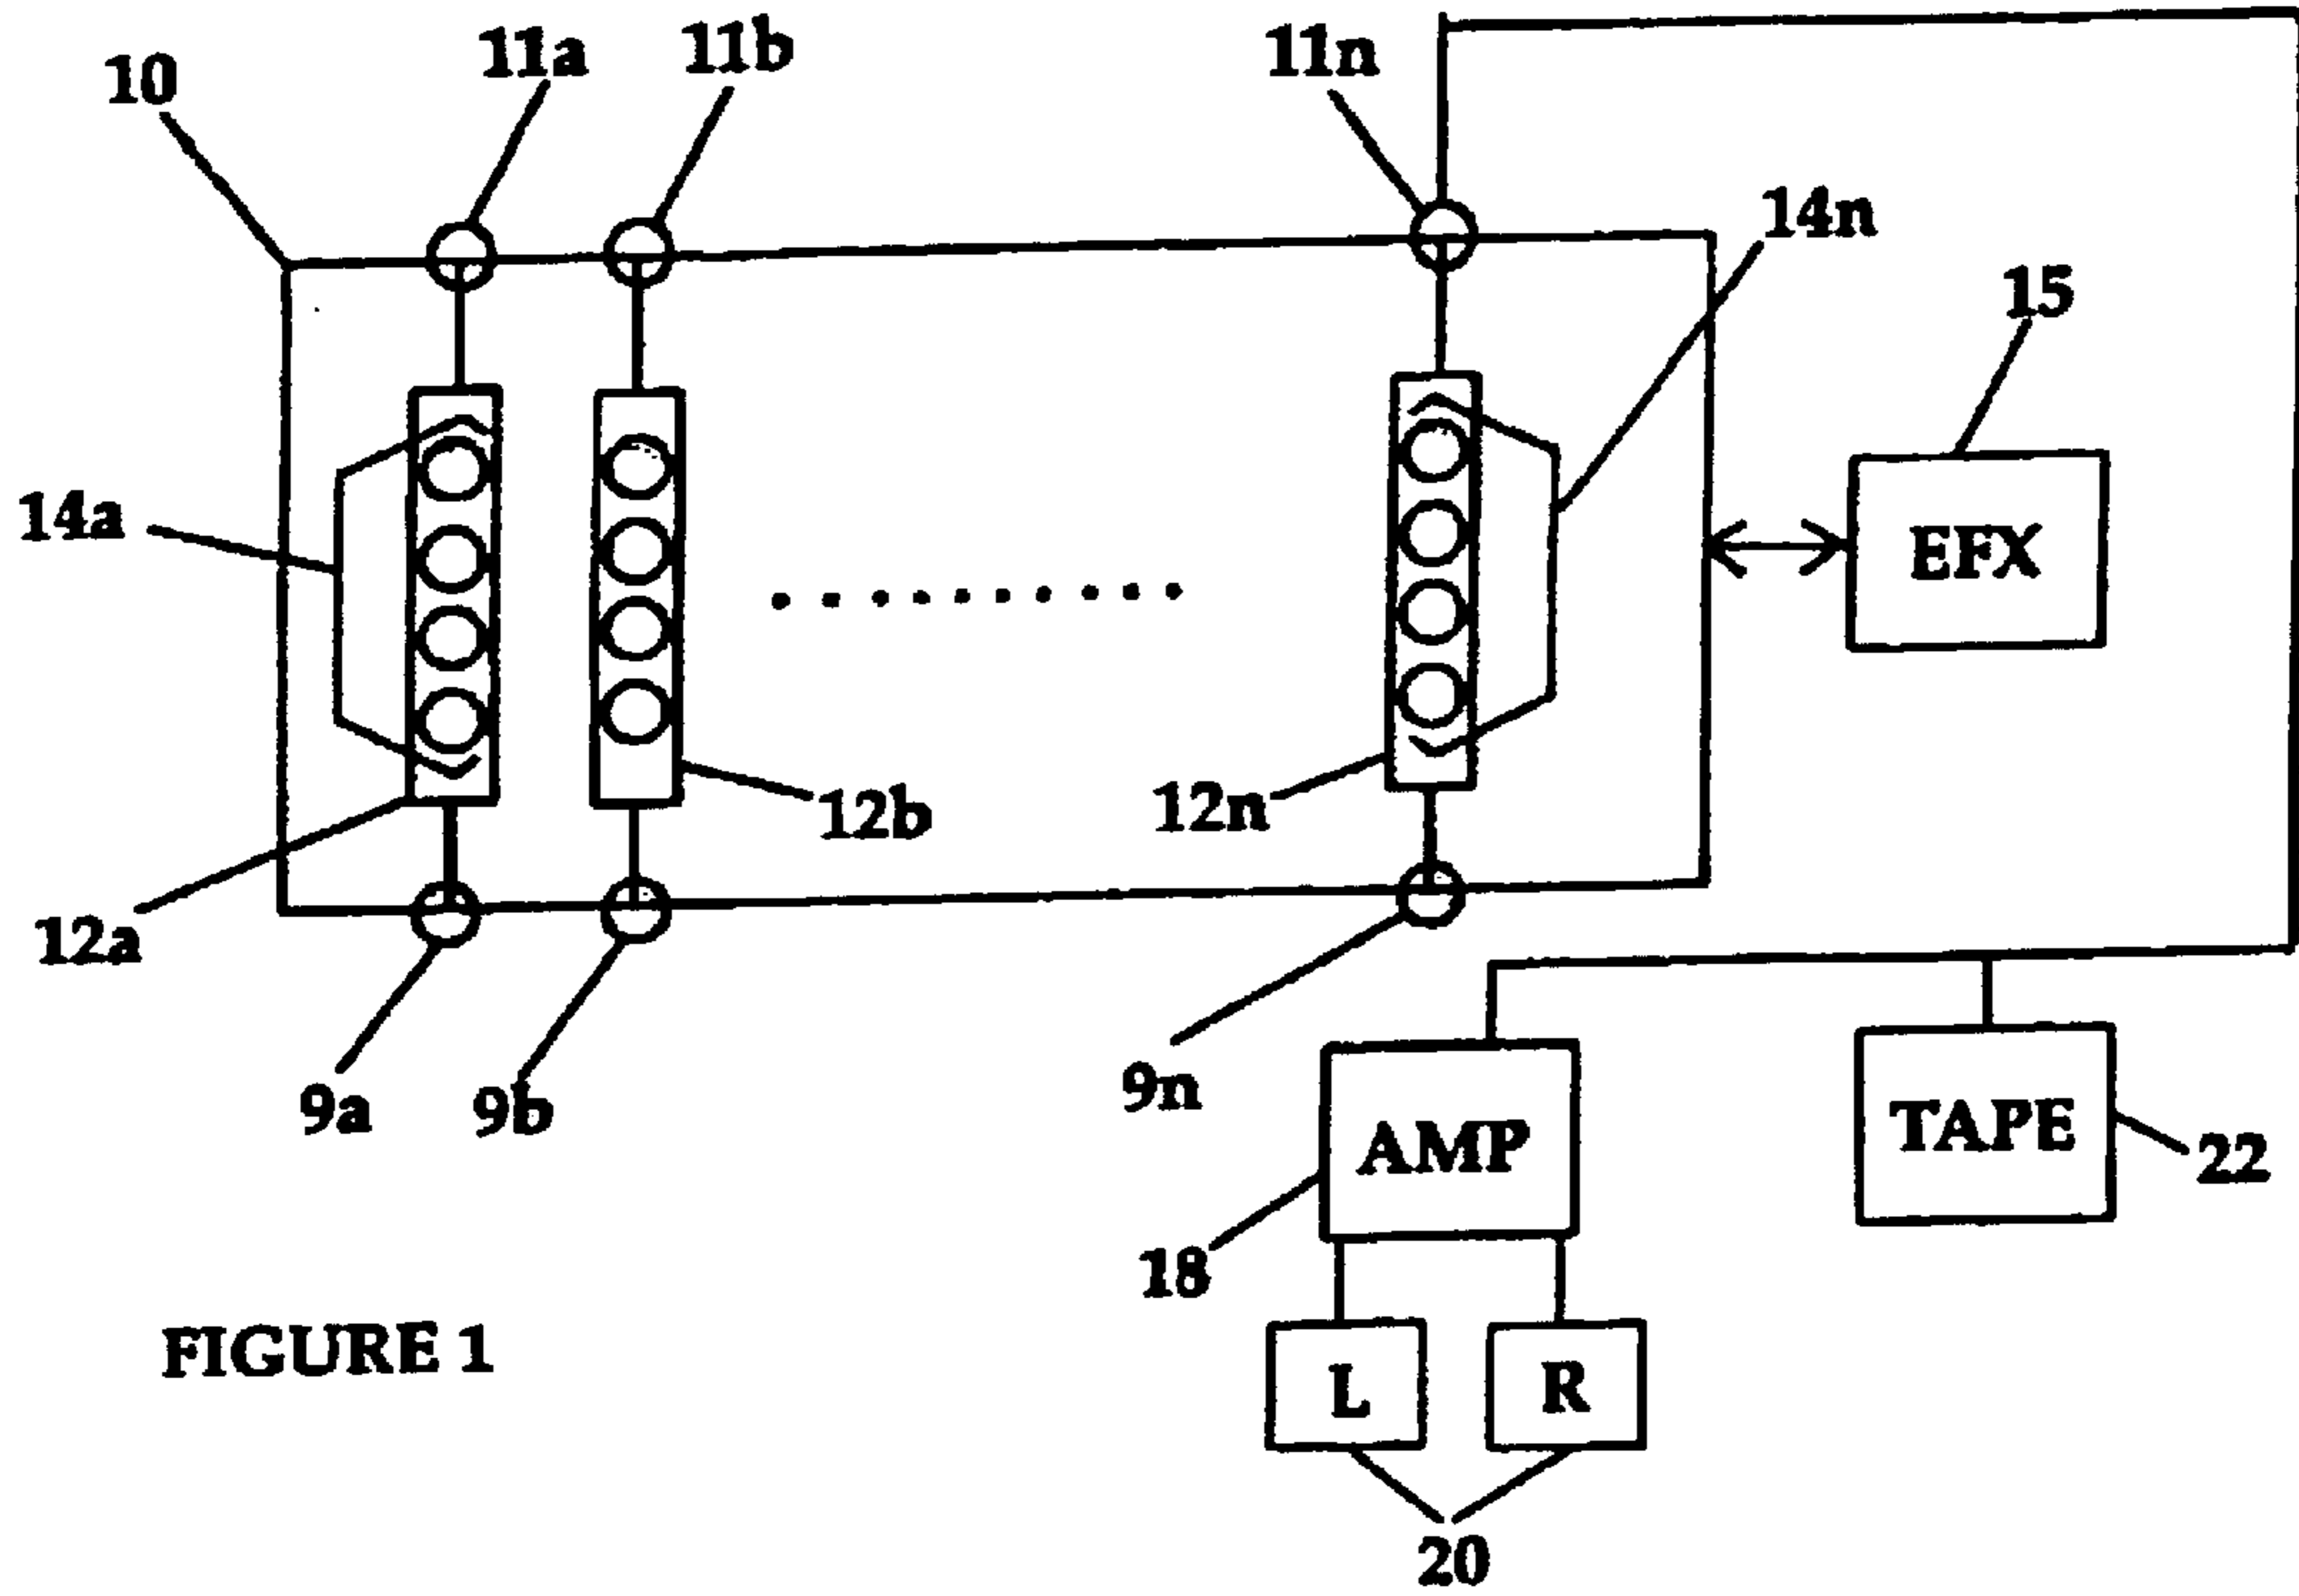 11a
11b
11n
10
14n
15
14a
EFX
12b
12n
12a
9a
9b
9n
AMP
TAPE
22
18
FIGURE 1
L
R
20